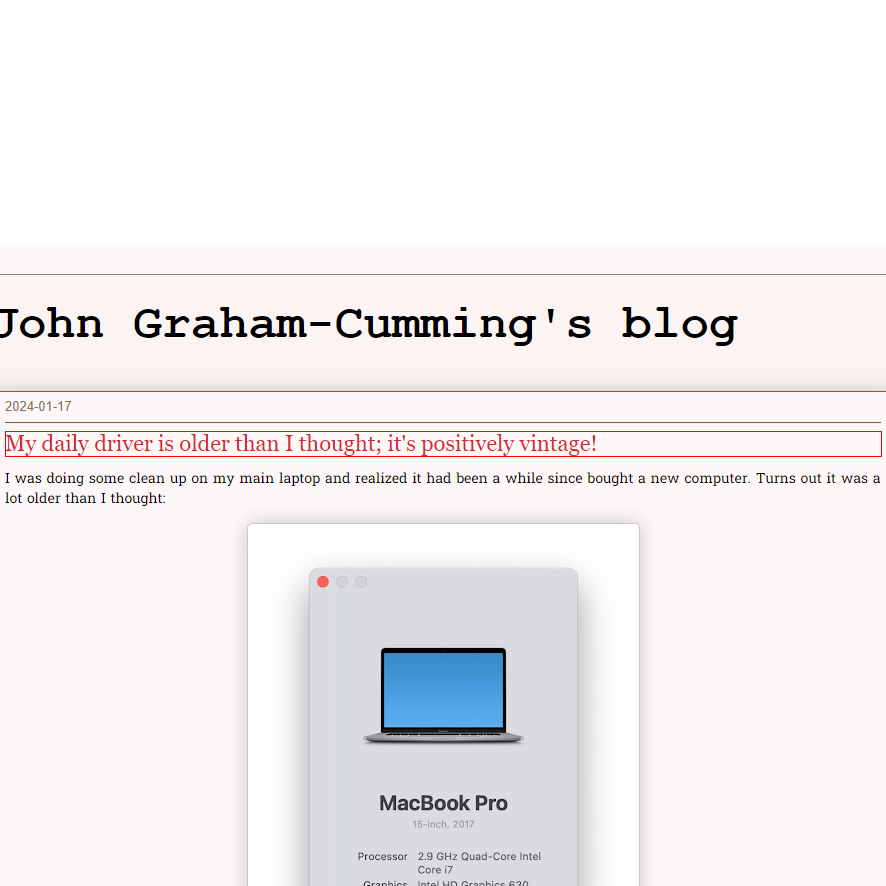 John Graham-Cumming's blog
2024-01-17
My daily driver is older than I thought; it's positively vintage!
I was doing some clean up on my main laptop and realized it had been a while since bought a new computer. Turns out it was a
lot older than I thought:
MacBook Pro
15-inch, 2017
Processor 2.9 GHz Quad-Core Intel
Core i7
Graphics Intel HD Graphics 630